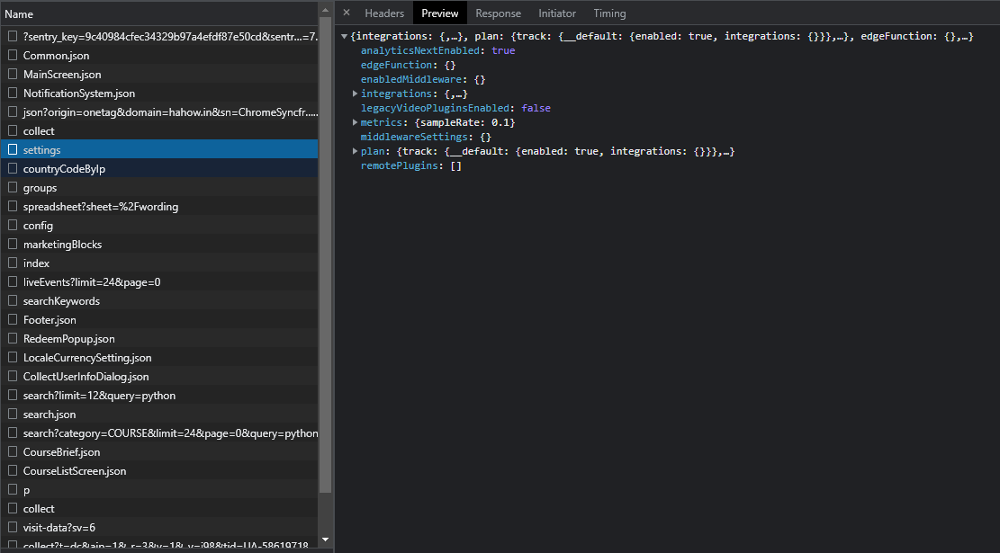 Name
?sentry_key=9c40984cfec34329b97a4efdf87e50cd&sentr...=7.
Common.json
MainScreen.json
NotificationSystem.json
json?origin=onetag&domain=hahow.in&sn=ChromeSyncfr.....
collect
settings
countryCodeByIp
groups
spreadsheet?sheet=%2Fwording
config
marketingBlocks
index
liveEvents?limit=24&page=0
searchKeywords
Footer.json
RedeemPopup.json
LocaleCurrencySetting.json
CollectUserInfoDialog.json
search?limit=12&query=python
search.json
search?category=COURSE&limit=24&page=0&query=python
CourseBrief.json
CourseListScreen.json
p
collect
visit-data?sv=6
collect?t=dc&aip=1&_r=3&v=1&_v=j98&tid=UA-58619718
× Headers Preview Response Initiator Timing
{integrations: {,…}, plan: {track: {__default: {enabled: true, integrations: {}}},…}, edgeFunction: {},…}
analyticsNextEnabled: true
edgeFunction: {}
enabledMiddleware: {}
integrations: {,…}
legacyVideoPluginsEnabled: false
metrics: {sampleRate: 0.1}
middlewareSettings: {}
plan: {track: {__default: {enabled: true, integrations: {}}},…}
remotePlugins: []